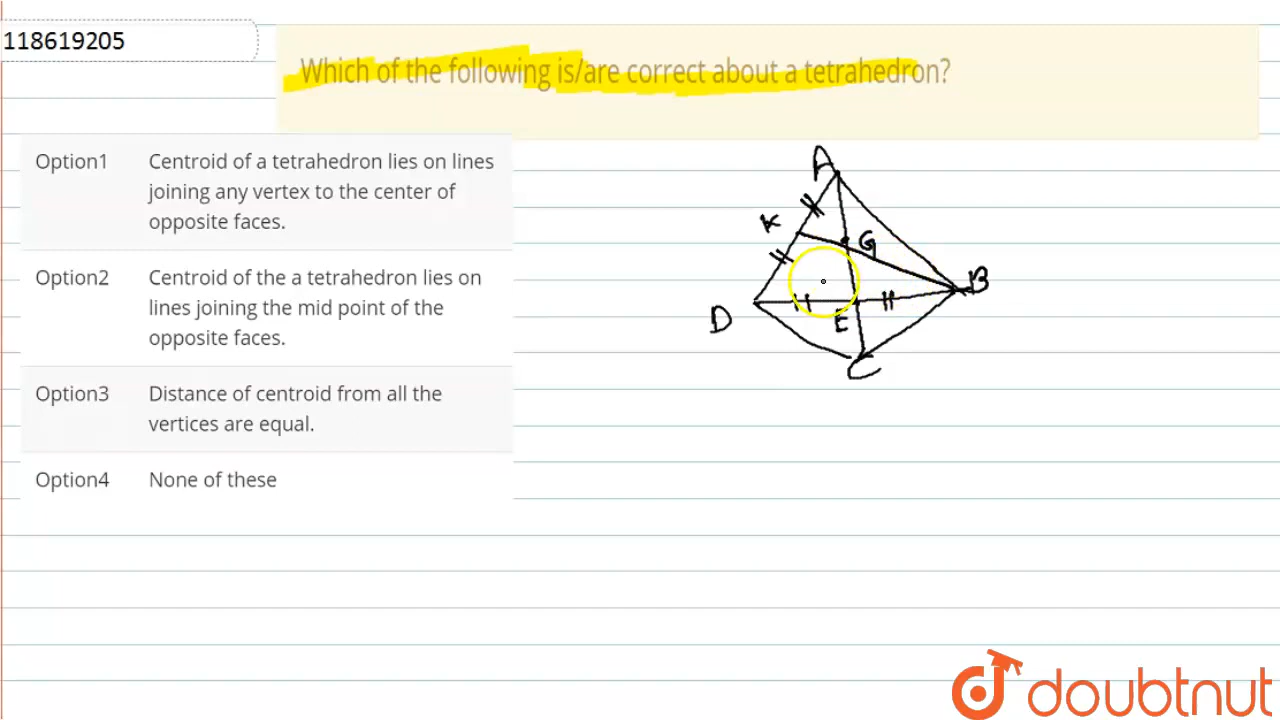 118619205
Which of the following is/are correct about a tetrahedron?
Option1 Centroid of a tetrahedron lies on lines
joining any vertex to the center of
opposite faces.
Option2 Centroid of the a tetrahedron lies on
lines joining the mid point of the
opposite faces.
Option3 Distance of centroid from all the
vertices are equal.
Option4 None of these
A
K
G
B
D
E
C
doubtnut